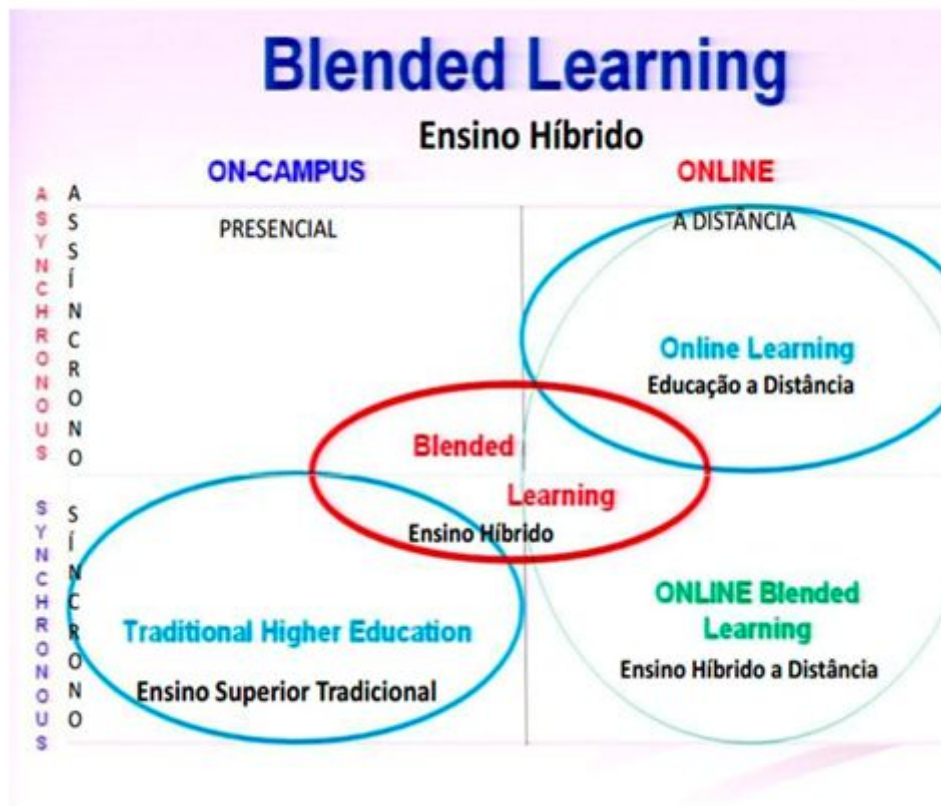 Blended Learning
Ensino Híbrido
ON-CAMPUS
ONLINE
PRESENCIAL
A DISTÂNCIA
ASYNCHRONOUS
ASSÍNCRONO
Online Learning
Educação a Distância
Blended
Learning
Ensino Híbrido
SYNCHRONOUS
SÍNCRONO
Traditional Higher Education
Ensino Superior Tradicional
ONLINE Blended
Learning
Ensino Híbrido a Distância